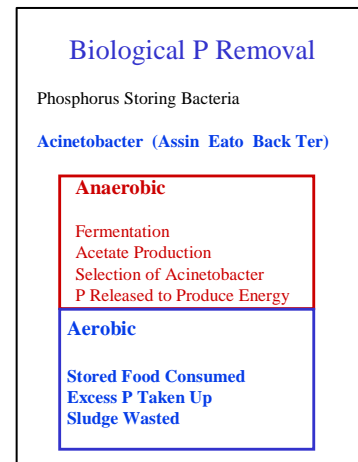 Biological P Removal
Phosphorus Storing Bacteria
Acinetobacter (Assin Eato Back Ter)
Anaerobic
Fermentation
Acetate Production
Selection of Acinetobacter
P Released to Produce Energy
Aerobic
Stored Food Consumed
Excess P Taken Up
Sludge Wasted